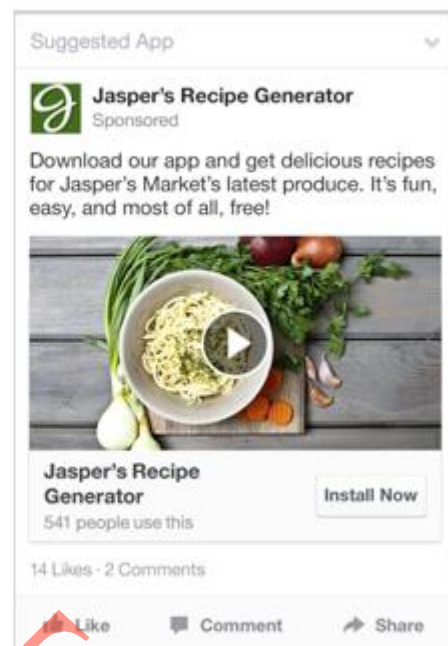 Suggested App
Jasper's Recipe Generator
Sponsored
Download our app and get delicious recipes
for Jasper's Market's latest produce. It's fun,
easy, and most of all, free!
Jasper's Recipe
Generator
541 people use this
Install Now
14 Likes · 2 Comments
Like Comment Share